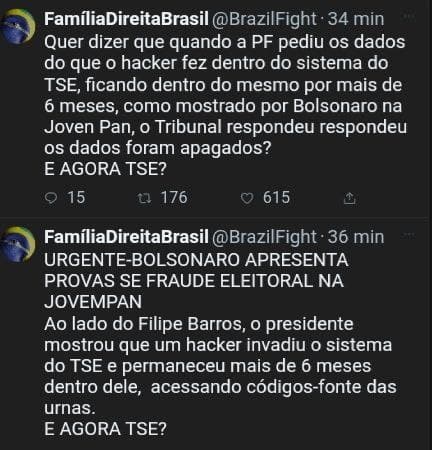 FamíliaDireitaBrasil @BrazilFight · 34 min
Quer dizer que quando a PF pediu os dados
do que o hacker fez dentro do sistema do
TSE, ficando dentro do mesmo por mais de
6 meses, como mostrado por Bolsonaro na
Joven Pan, o Tribunal respondeu respondeu
os dados foram apagados?
E AGORA TSE?
15 176 615
FamíliaDireitaBrasil @BrazilFight · 36 min
URGENTE-BOLSONARO APRESENTA
PROVAS SE FRAUDE ELEITORAL NA
JOVEMPAN
Ao lado do Filipe Barros, o presidente
mostrou que um hacker invadiu o sistema
do TSE e permaneceu mais de 6 meses
dentro dele, acessando códigos-fonte das
urnas.
E AGORA TSE?